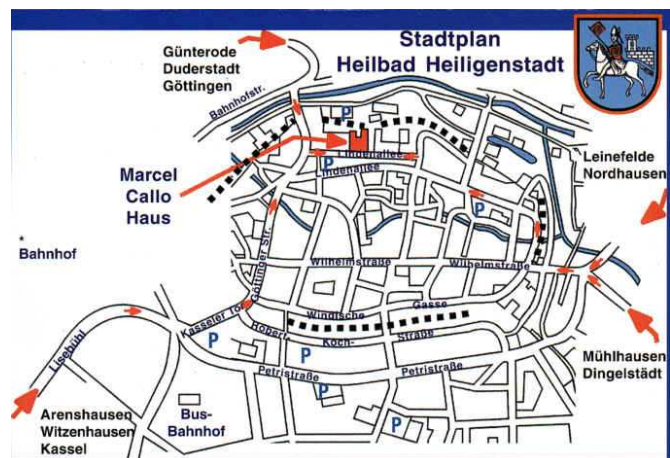 Stadtplan
Heilbad Heiligenstadt
Günterode
Duderstadt
Göttingen
Bahnhofstr.
P
Lindenallee
Lindenallee
P
Marcel
Callo
Haus
Leinefelde
Nordhausen
P
*
Bahnhof
Göttinger Str.
Wilhelmstraße
Wilhelmstraße
Windische
Gasse
Kasseler Tor
Robert
Koch-
Straße
P
P
Lisebühl
Petristraße
Petristraße
P
Mühlhausen
Dingelstädt
Arenshausen
Witzenhausen
Kassel
Bus-
Bahnhof
P